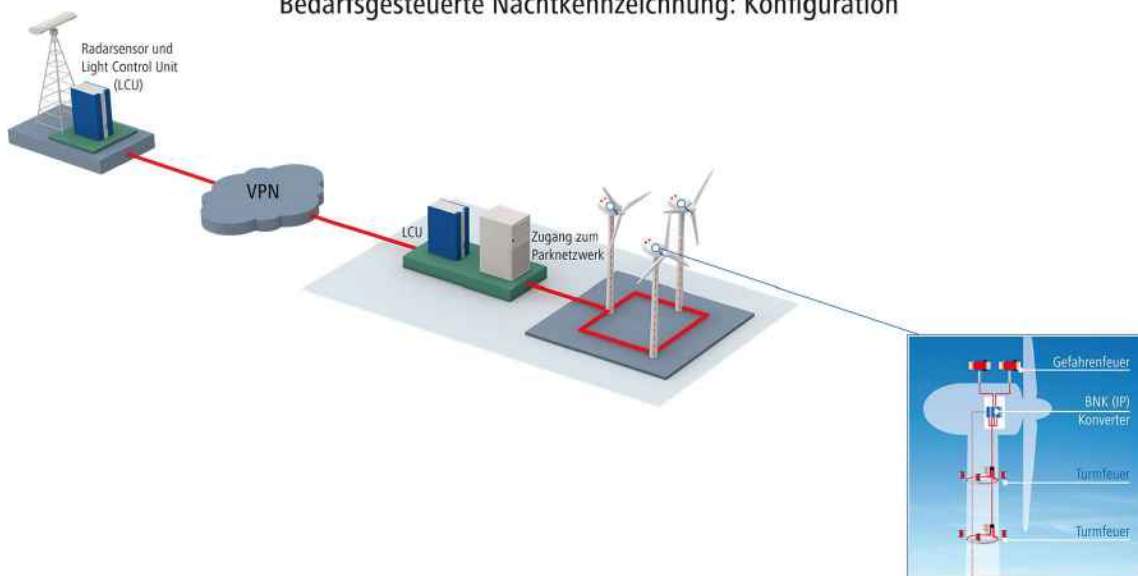 Bedarfsgesteuerte Nachtkennzeichnung: Konfiguration
Radarsensor und
Light Control Unit
(LCU)
VPN
LCU
Zugang zum
Parknetzwerk
Gefahrenfeuer
BNK (IP)
Konverter
Turmfeuer
Turmfeuer